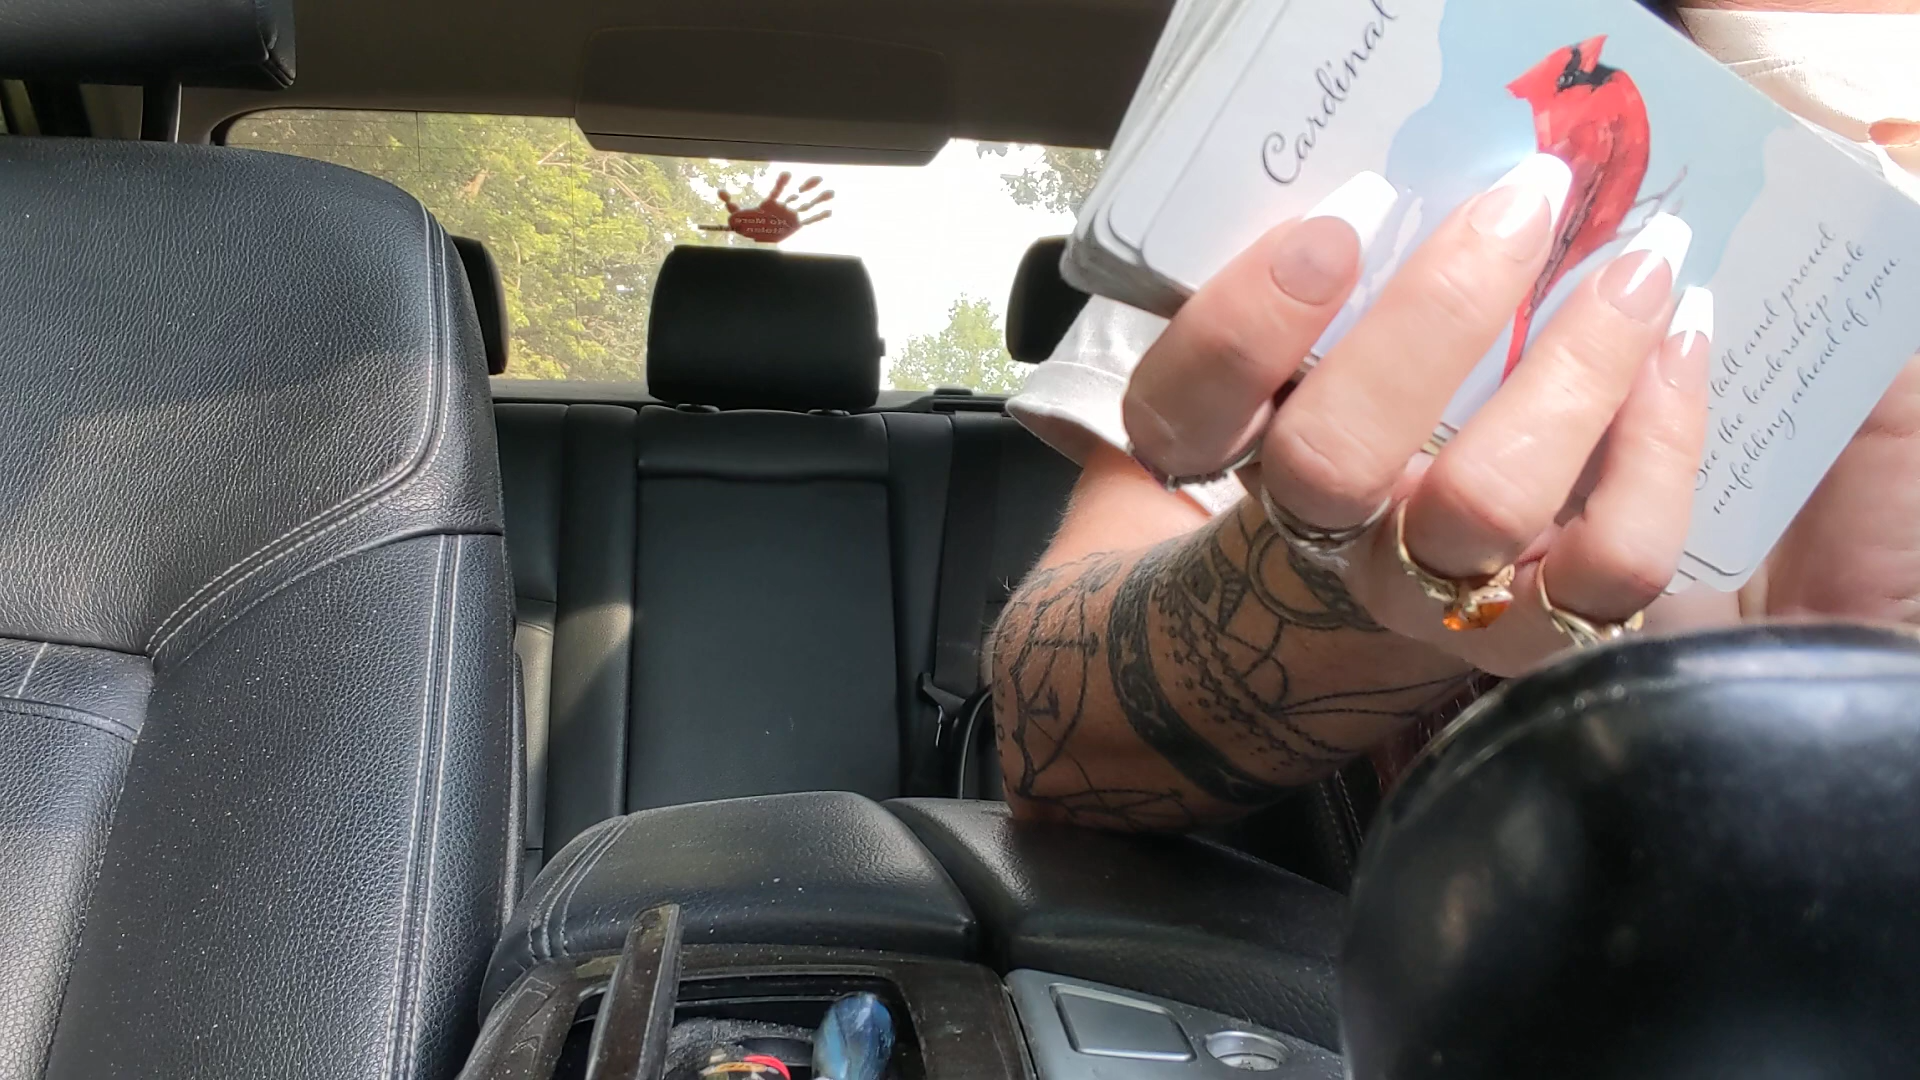 Cardinal
tall and proud
See the leadership role
unfolding ahead of you.
No More
Stolen